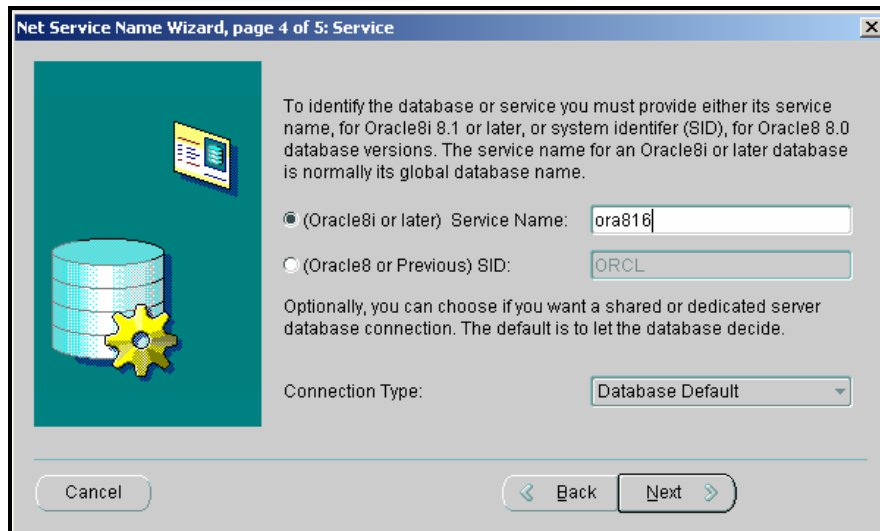 Net Service Name Wizard, page 4 of 5: Service
To identify the database or service you must provide either its service
name, for Oracle8i 8.1 or later, or system identifer (SID), for Oracle8 8.0
database versions. The service name for an Oracle8i or later database
is normally its global database name.
(Oracle8i or later) Service Name: ora816
(Oracle8 or Previous) SID: ORCL
Optionally, you can choose if you want a shared or dedicated server
database connection. The default is to let the database decide.
Connection Type: Database Default
Cancel Back Next